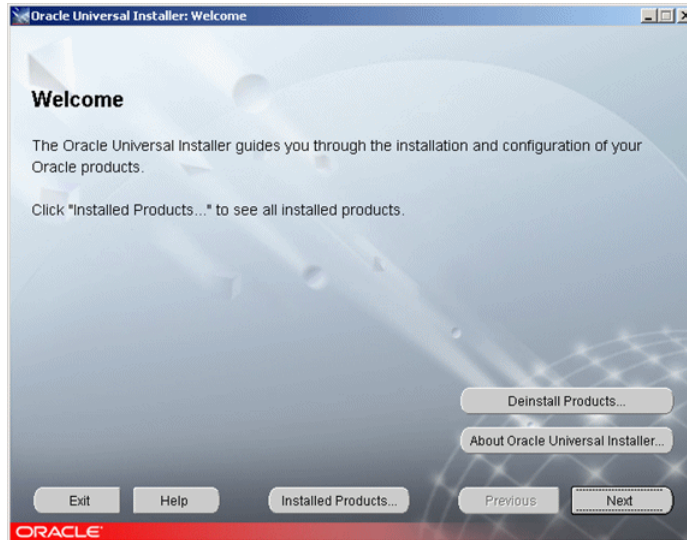 Oracle Universal Installer: Welcome
Welcome
The Oracle Universal Installer guides you through the installation and configuration of your
Oracle products.
Click "Installed Products..." to see all installed products.
Deinstall Products...
About Oracle Universal Installer...
Exit Help Installed Products... Previous Next
ORACLE